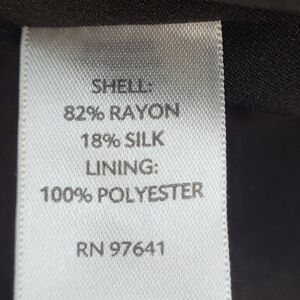 SHELL:
82% RAYON
18% SILK
LINING:
100% POLYESTER
RN 97641